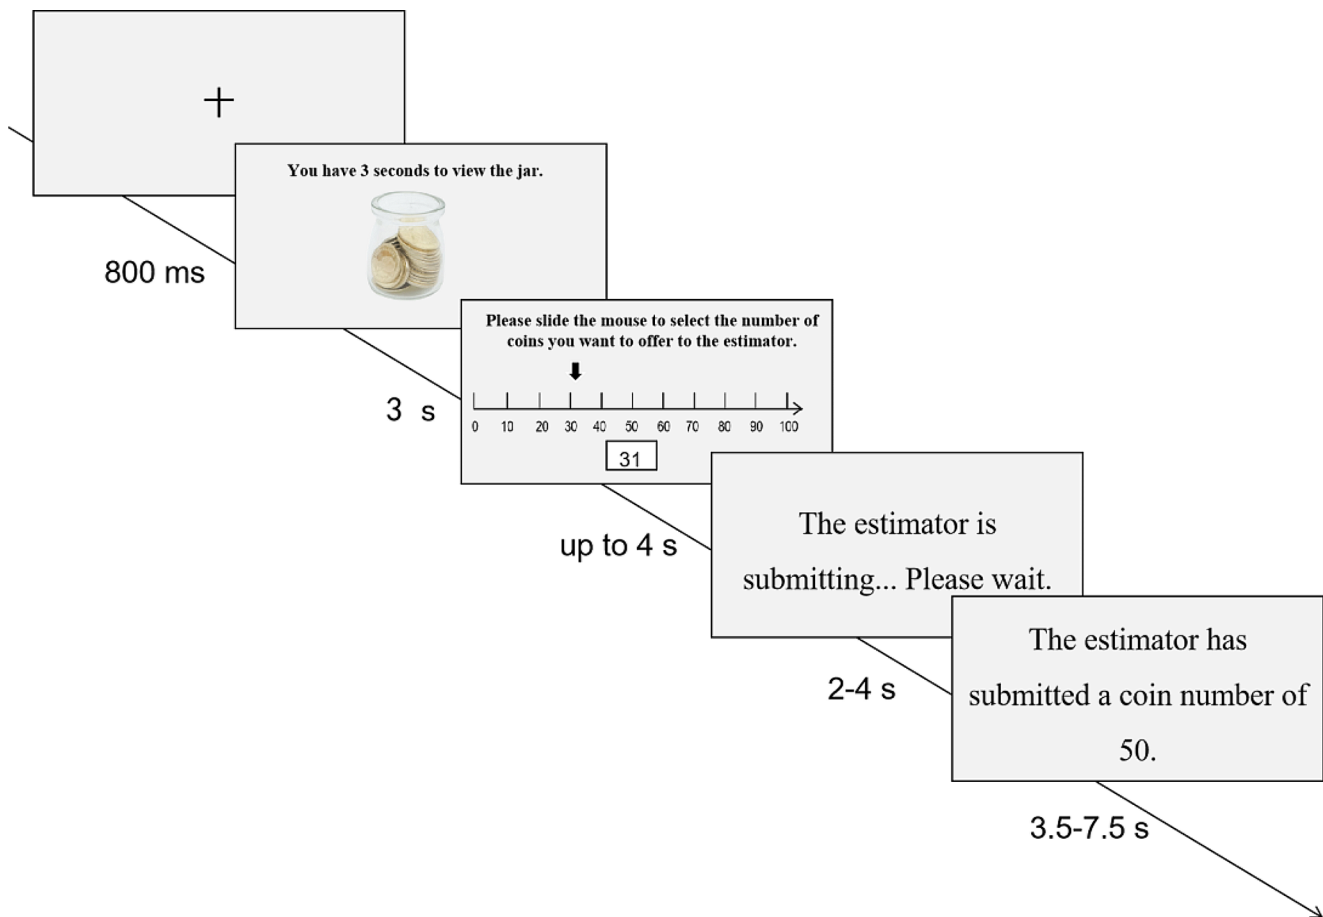 You have 3 seconds to view the jar.
800 ms
Please slide the mouse to select the number of
coins you want to offer to the estimator.
3 s
0 10 20 30 40 50 60 70 80 90 100
31
The estimator is
submitting... Please wait.
up to 4 s
The estimator has
submitted a coin number of
50.
2-4 s
3.5-7.5 s